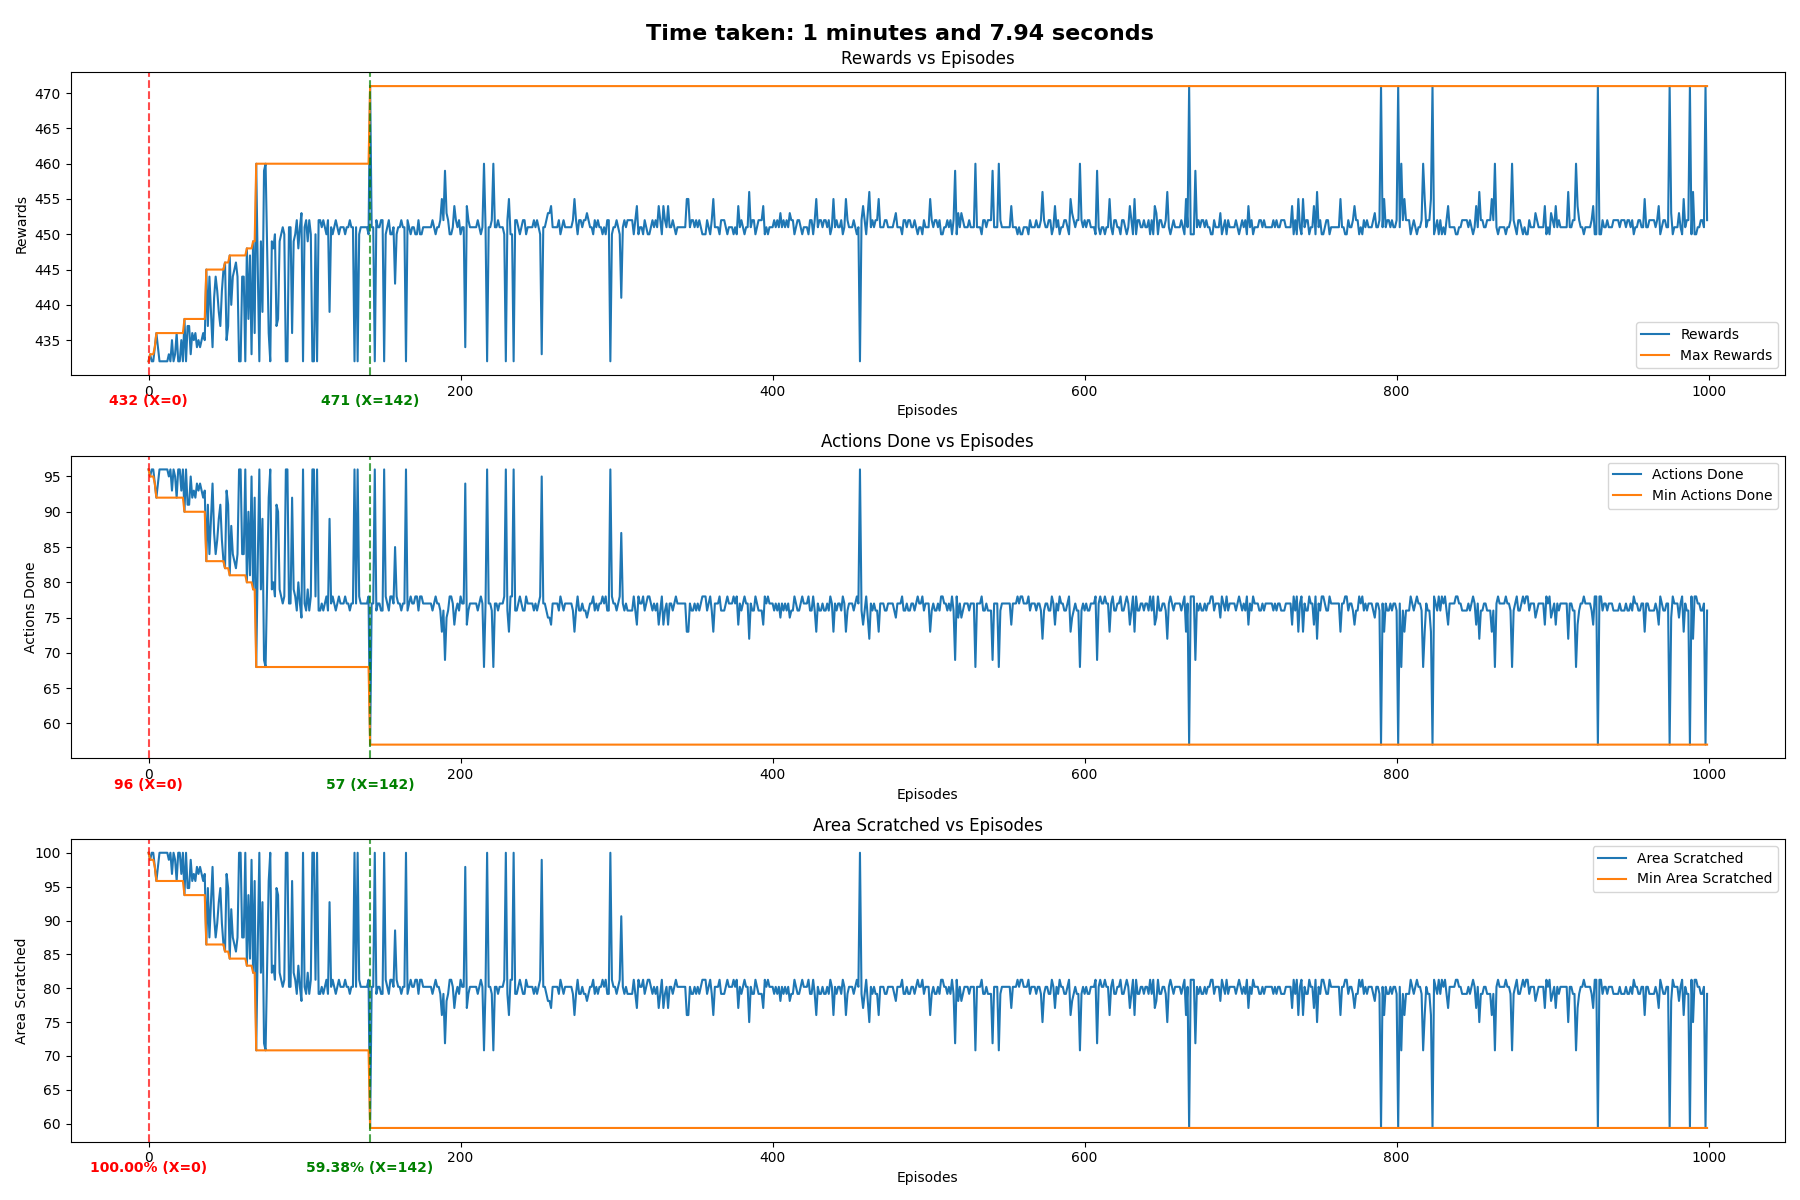 Time taken: 1 minutes and 7.94 seconds
Rewards vs Episodes
470
465
460
455
450
445
440
435
Rewards
Rewards
Max Rewards
0
200
400
600
800
1000
432 (X=0)
471 (X=142)
Episodes
Actions Done vs Episodes
95
90
85
80
75
70
65
60
Actions Done
Actions Done
Min Actions Done
0
200
400
600
800
1000
96 (X=0)
57 (X=142)
Episodes
Area Scratched vs Episodes
100
95
90
85
80
75
70
65
60
Area Scratched
Area Scratched
Min Area Scratched
0
200
400
600
800
1000
100.00% (X=0)
59.38% (X=142)
Episodes